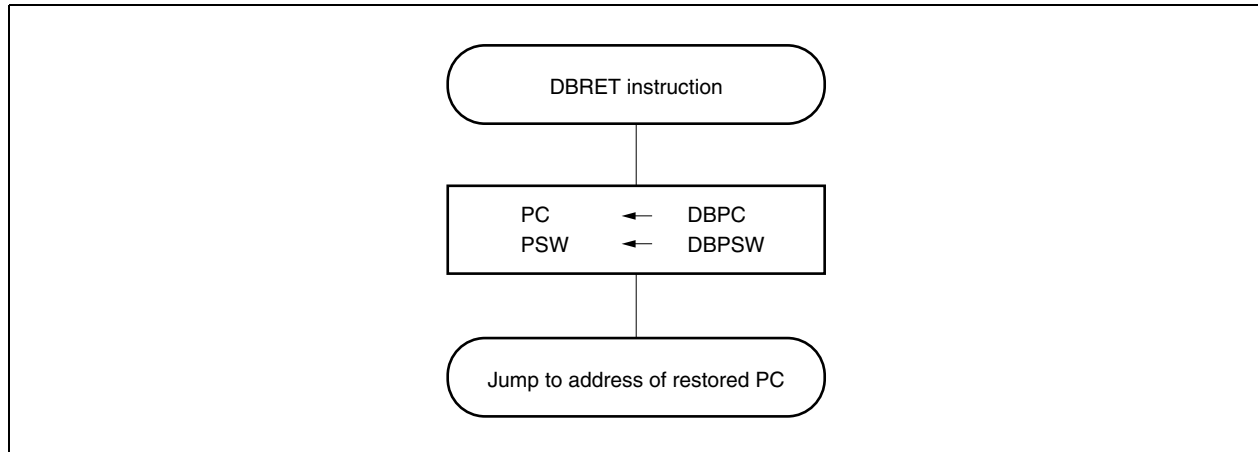 DBRET instruction
PC ← DBPC
PSW ← DBPSW
Jump to address of restored PC